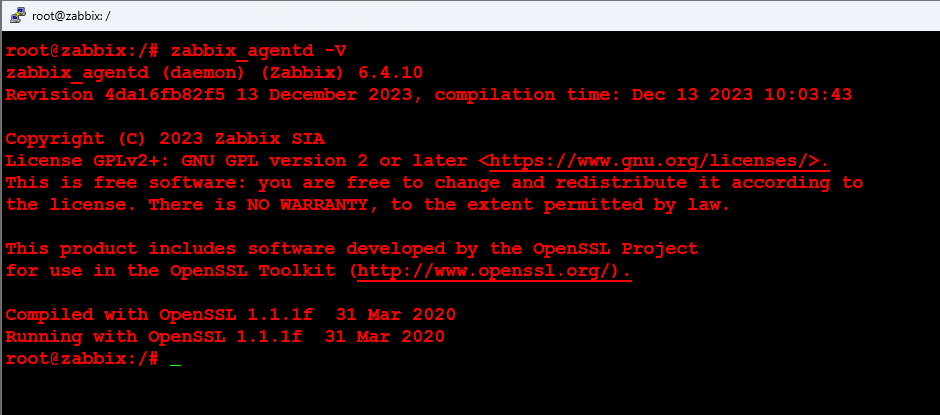 root@zabbix: /
root@zabbix:/# zabbix_agentd -V
zabbix_agentd (daemon) (Zabbix) 6.4.10
Revision 4da16fb82f5 13 December 2023, compilation time: Dec 13 2023 10:03:43
Copyright (C) 2023 Zabbix SIA
License GPLv2+: GNU GPL version 2 or later <https://www.gnu.org/licenses/>.
This is free software: you are free to change and redistribute it according to
the license. There is NO WARRANTY, to the extent permitted by law.
This product includes software developed by the OpenSSL Project
for use in the OpenSSL Toolkit (http://www.openssl.org/).
Compiled with OpenSSL 1.1.1f  31 Mar 2020
Running with OpenSSL 1.1.1f  31 Mar 2020
root@zabbix:/# _